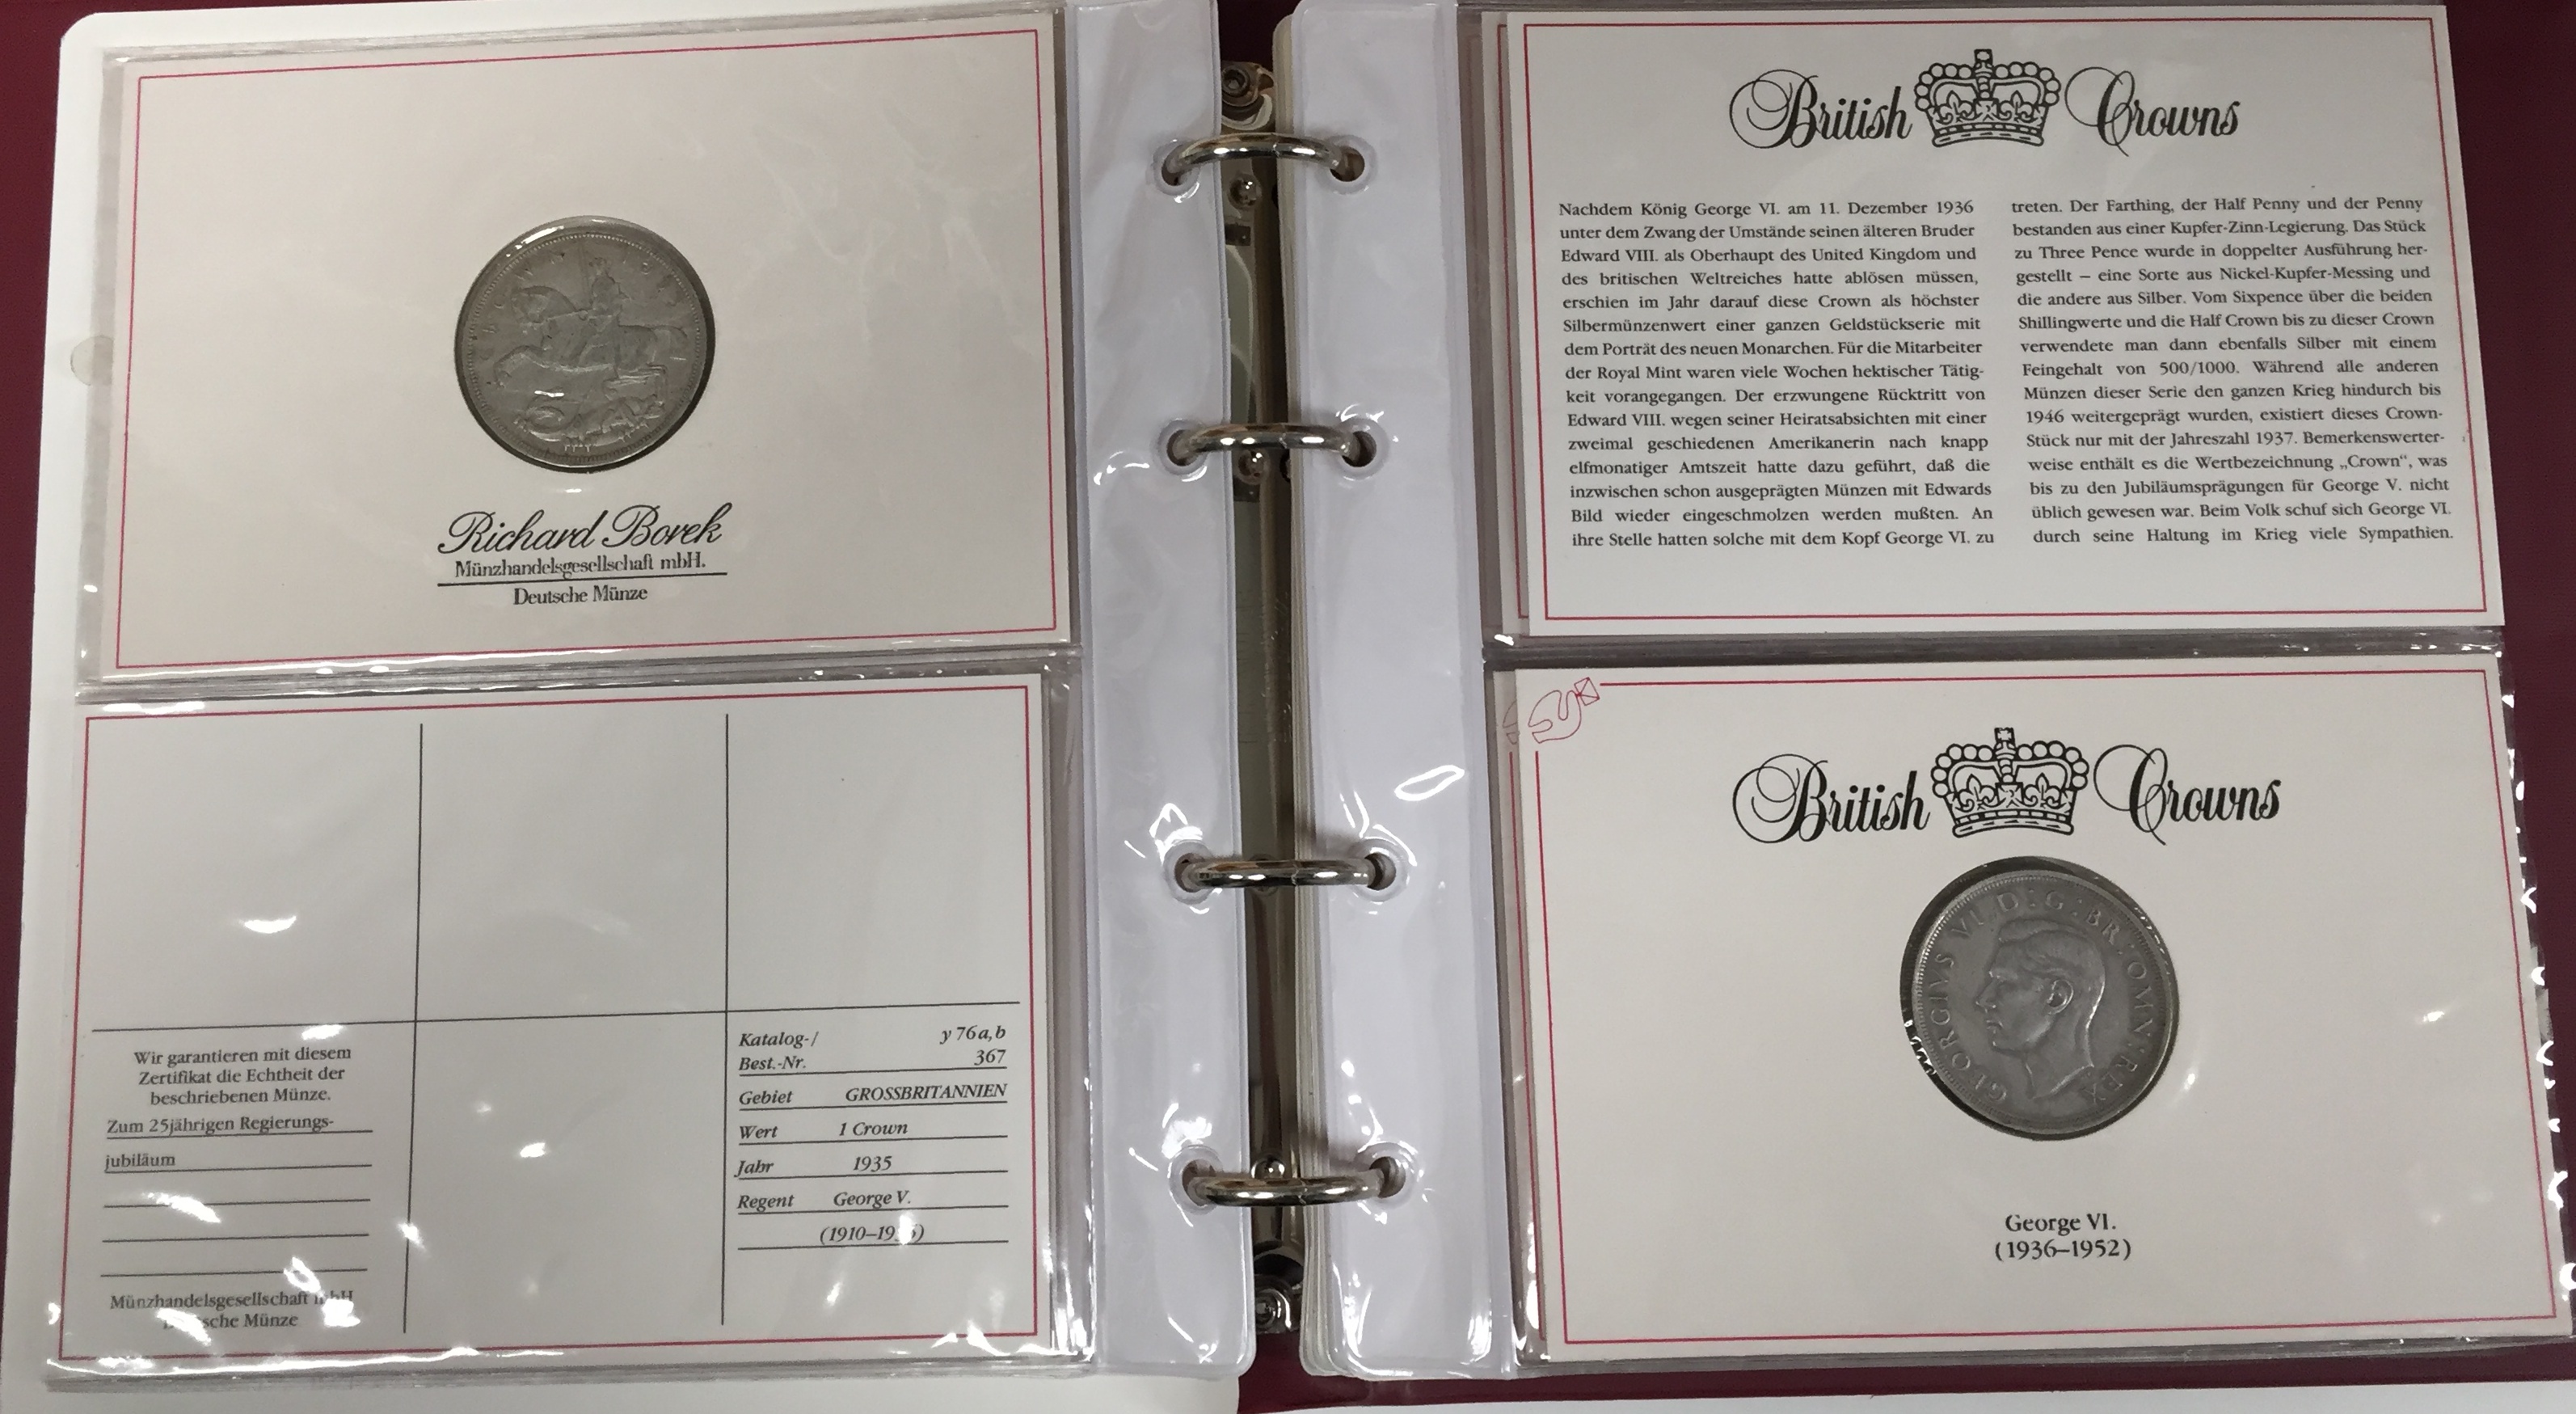 Richard Borek
Münzhandelsgesellschaft mbH.
Deutsche Münze
Wir garantieren mit diesem
Zertifikat die Echtheit der
beschriebenen Münze.
Zum 25jährigen Regierungs-
jubiläum
Münzhandelsgesellschaft
Münze
Katalog-/ y 76a,b
Best.-Nr. 367
Gebiet GROSSBRITANNIEN
Wert 1 Crown
Jahr 1935
Regent George V.
British Crowns
Nachdem König George VI. am 11. Dezember 1936
unter dem Zwang der Umstände seinen älteren Bruder
Edward VIII. als Oberhaupt des United Kingdom und
des britischen Weltreiches hatte ablösen müssen,
erschien im Jahr darauf diese Crown als höchster
Silbermünzenwert einer ganzen Geldstückserie mit
dem Porträt des neuen Monarchen. Für die Mitarbeiter
der Royal Mint waren viele Wochen hektischer Tätig-
keit vorangegangen. Der erzwungene Rücktritt von
Edward VIII. wegen seiner Heiratsabsichten mit einer
zweimal geschiedenen Amerikanerin nach knapp
elfmonatiger Amtszeit hatte dazu geführt, daß die
inzwischen schon ausgeprägten Münzen mit Edwards
Bild wieder eingeschmolzen werden mußten. An
ihre Stelle hatten solche mit dem Kopf George VI. zu
treten. Der Farthing, der Half Penny und der Penny
bestanden aus einer Kupfer-Zinn-Legierung. Das Stück
zu Three Pence wurde in doppelter Ausführung her-
gestellt – eine Sorte aus Nickel-Kupfer-Messing und
die andere aus Silber. Vom Sixpence über die beiden
Shillingwerte und die Half Crown bis zu dieser Crown
verwendete man dann ebenfalls Silber mit einem
Feingehalt von 500/1000. Während alle anderen
Münzen dieser Serie den ganzen Krieg hindurch bis
1946 weitergeprägt wurden, existiert dieses Crown-
Stück nur mit der Jahreszahl 1937. Bemerkenswerter-
weise enthält es die Wertbezeichnung „Crown“, was
bis zu den Jubiläumsprägungen für George V. nicht
üblich gewesen war. Beim Volk schuf sich George VI.
durch seine Haltung im Krieg viele Sympathien.
British Crowns
GEORGIVS VI D:G:BR:OMN:REX
George VI.
(1936–1952)